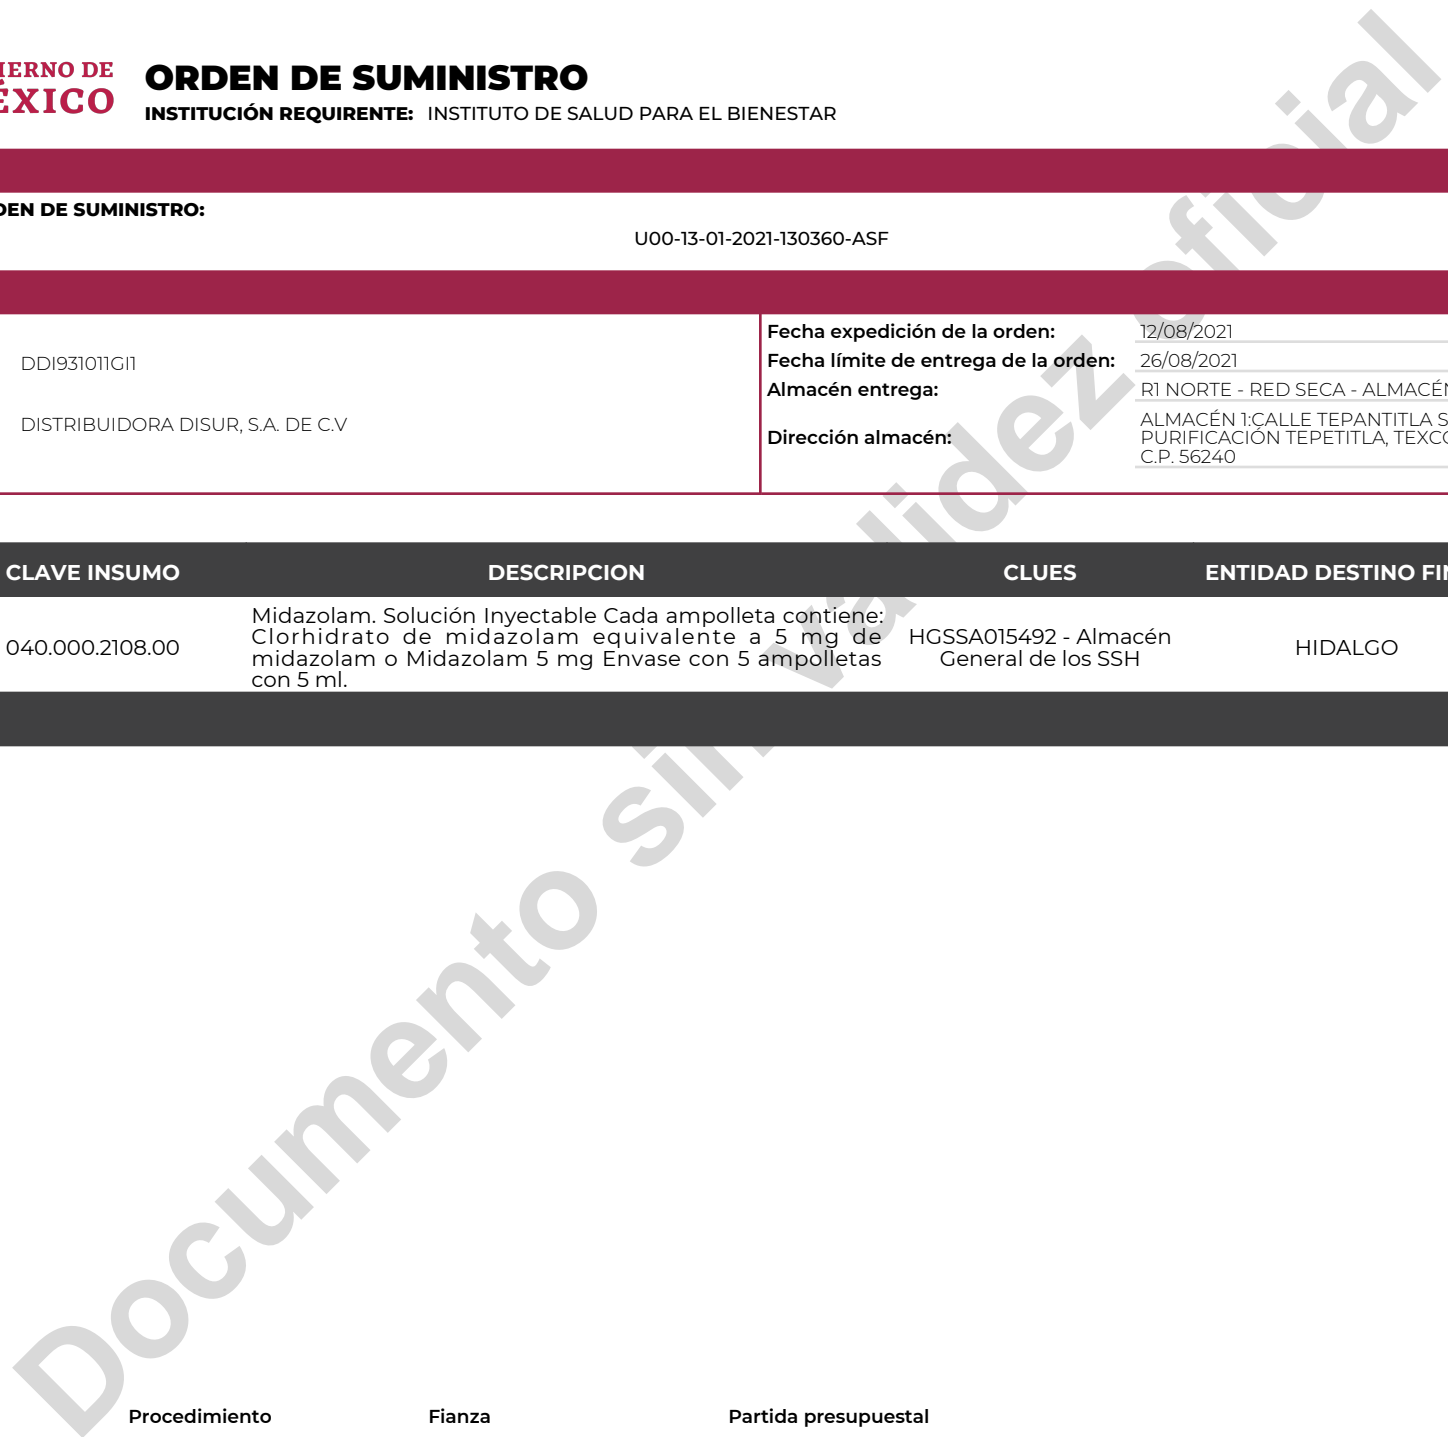 IERNO DE
ÉXICO
ORDEN DE SUMINISTRO
INSTITUCIÓN REQUIRENTE: INSTITUTO DE SALUD PARA EL BIENESTAR
DEN DE SUMINISTRO:
U00-13-01-2021-130360-ASF
DDI931011GI1
DISTRIBUIDORA DISUR, S.A. DE C.V
Fecha expedición de la orden: 12/08/2021
Fecha límite de entrega de la orden: 26/08/2021
Almacén entrega: R1 NORTE - RED SECA - ALMACÉN
Dirección almacén:
ALMACÉN 1:CALLE TEPANTITLA S
PURIFICACIÓN TEPETITLA, TEXCO
C.P. 56240
CLAVE INSUMO DESCRIPCION CLUES ENTIDAD DESTINO FIN
040.000.2108.00
Midazolam. Solución Inyectable Cada ampolleta contiene:
Clorhidrato de midazolam equivalente a 5 mg de
midazolam o Midazolam 5 mg Envase con 5 ampolletas
con 5 ml.
HGSSA015492 - Almacén
General de los SSH
HIDALGO
Documento sin validez oficial
Procedimiento Fianza Partida presupuestal